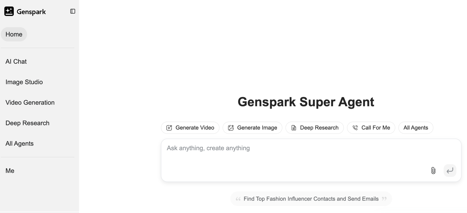 Genspark
Home
AI Chat
Image Studio
Video Generation
Deep Research
All Agents
Me
Genspark Super Agent
Generate Video
Generate Image
Deep Research
Call For Me
All Agents
Ask anything, create anything
Find Top Fashion Influencer Contacts and Send Emails